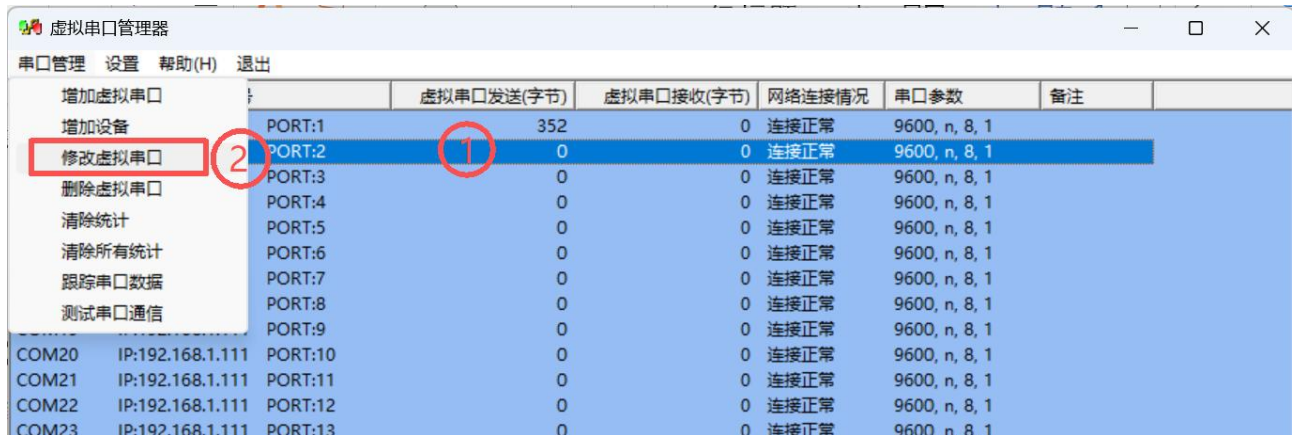 虚拟串口管理器
串口管理 设置 帮助(H) 退出
虚拟串口发送(字节) 虚拟串口接收(字节) 网络连接情况 串口参数 备注
增加虚拟串口
增加设备
修改虚拟串口
删除虚拟串口
清除统计
清除所有统计
跟踪串口数据
测试串口通信
②
①
PORT:1 352 0 连接正常 9600, n, 8, 1
PORT:2 0 0 连接正常 9600, n, 8, 1
PORT:3 0 0 连接正常 9600, n, 8, 1
PORT:4 0 0 连接正常 9600, n, 8, 1
PORT:5 0 0 连接正常 9600, n, 8, 1
PORT:6 0 0 连接正常 9600, n, 8, 1
PORT:7 0 0 连接正常 9600, n, 8, 1
PORT:8 0 0 连接正常 9600, n, 8, 1
PORT:9 0 0 连接正常 9600, n, 8, 1
COM20 IP:192.168.1.111 PORT:10 0 0 连接正常 9600, n, 8, 1
COM21 IP:192.168.1.111 PORT:11 0 0 连接正常 9600, n, 8, 1
COM22 IP:192.168.1.111 PORT:12 0 0 连接正常 9600, n, 8, 1
COM23 IP:192.168.1.111 PORT:13 0 0 连接正常 9600, n, 8, 1